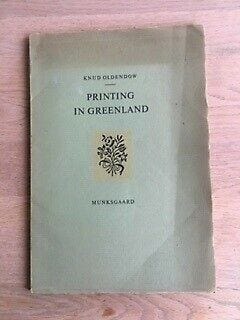 KNUD OLDENDOW
PRINTING
IN GREENLAND
MUNKSGAARD